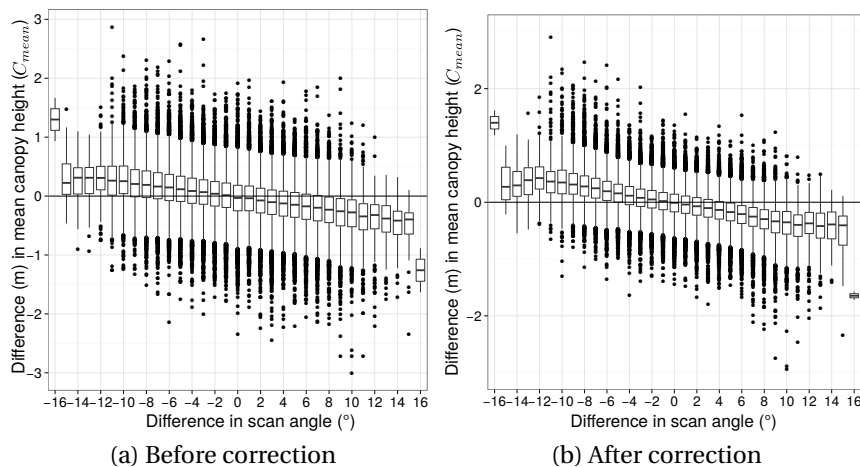 Difference (m) in mean canopy height (C_mean)
3
2
1
0
−1
−2
−3
−16 −14 −12 −10 −8 −6 −4 −2 0 2 4 6 8 10 12 14 16
Difference in scan angle (°)
(a) Before correction
Difference (m) in mean canopy height (C_mean)
2
0
−2
−16 −14 −12 −10 −8 −6 −4 −2 0 2 4 6 8 10 12 14 16
Difference in scan angle (°)
(b) After correction